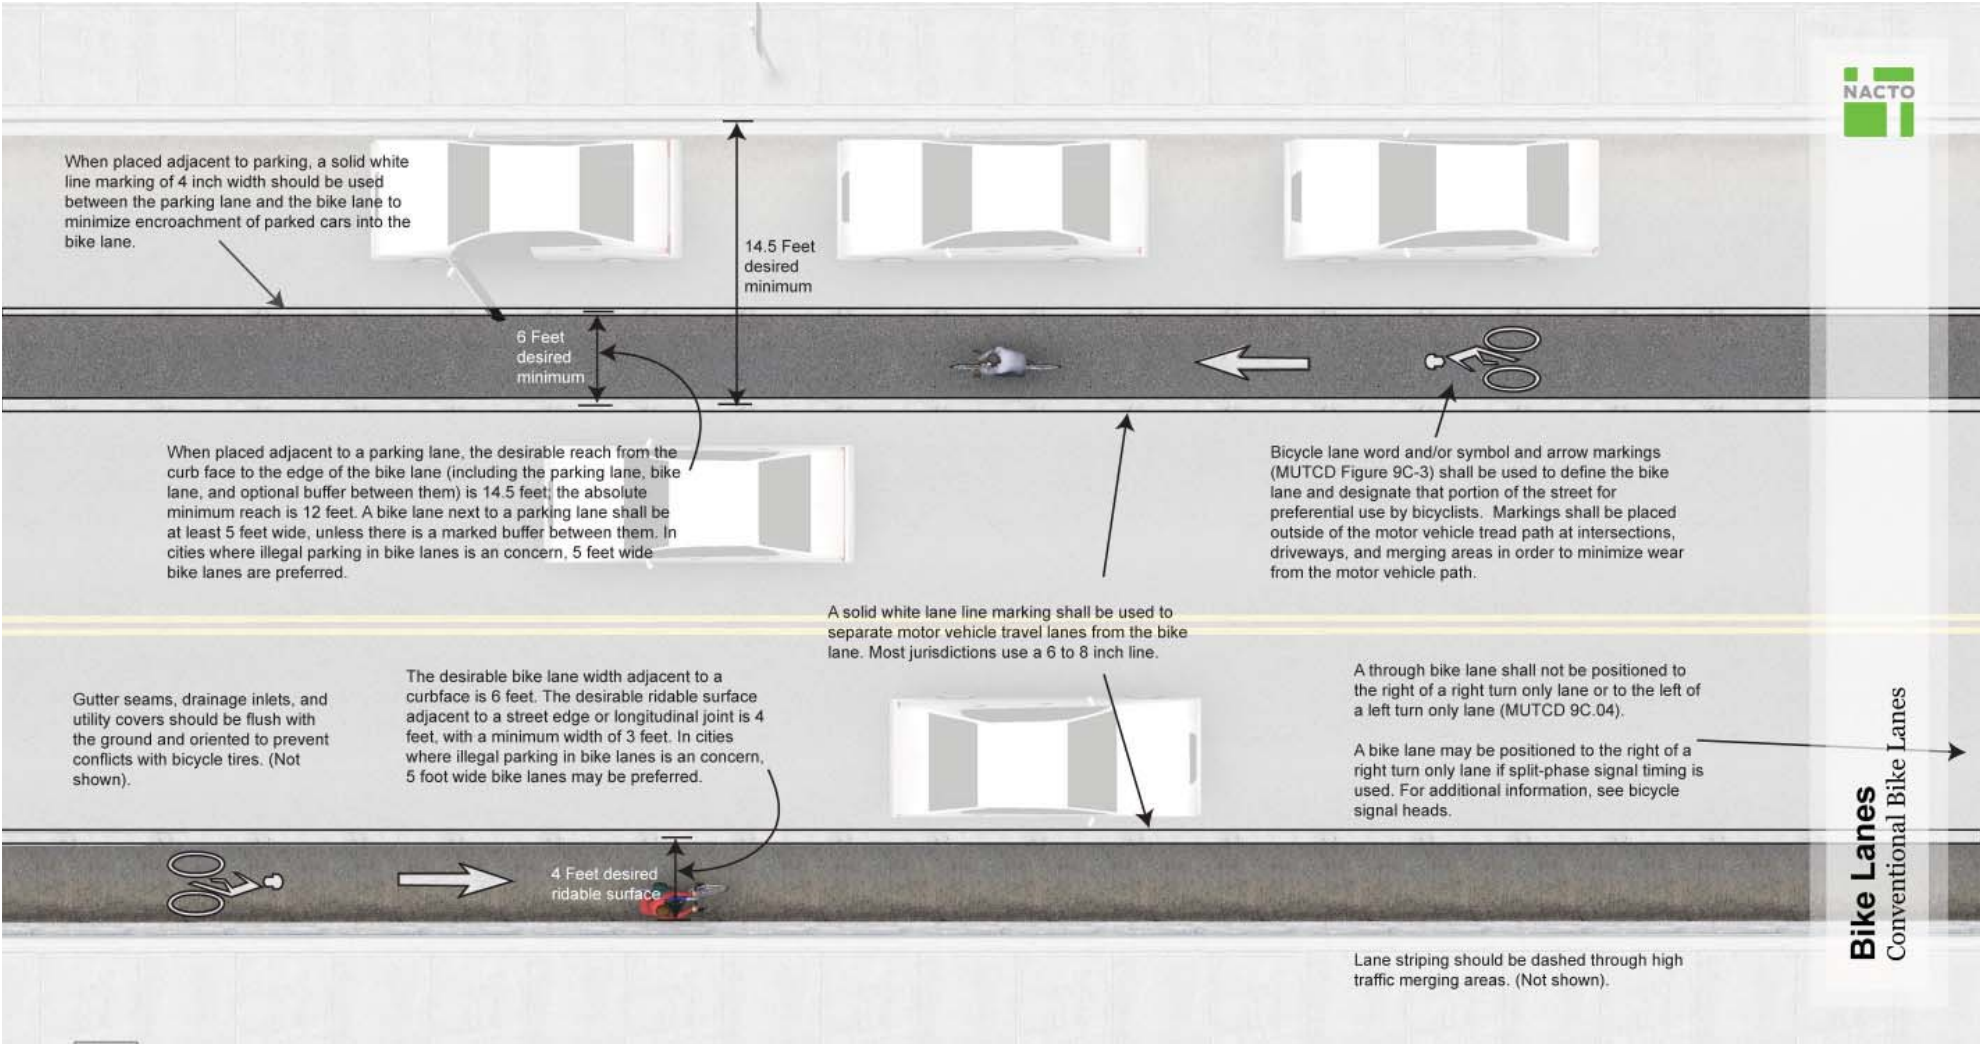 NACTO
When placed adjacent to parking, a solid white
line marking of 4 inch width should be used
between the parking lane and the bike lane to
minimize encroachment of parked cars into the
bike lane.
14.5 Feet
desired
minimum
6 Feet
desired
minimum
When placed adjacent to a parking lane, the desirable reach from the
curb face to the edge of the bike lane (including the parking lane, bike
lane, and optional buffer between them) is 14.5 feet; the absolute
minimum reach is 12 feet. A bike lane next to a parking lane shall be
at least 5 feet wide, unless there is a marked buffer between them. In
cities where illegal parking in bike lanes is an concern, 5 feet wide
bike lanes are preferred.
Bicycle lane word and/or symbol and arrow markings
(MUTCD Figure 9C-3) shall be used to define the bike
lane and designate that portion of the street for
preferential use by bicyclists. Markings shall be placed
outside of the motor vehicle tread path at intersections,
driveways, and merging areas in order to minimize wear
from the motor vehicle path.
A solid white lane line marking shall be used to
separate motor vehicle travel lanes from the bike
lane. Most jurisdictions use a 6 to 8 inch line.
Gutter seams, drainage inlets, and
utility covers should be flush with
the ground and oriented to prevent
conflicts with bicycle tires. (Not
shown).
The desirable bike lane width adjacent to a
curbface is 6 feet. The desirable ridable surface
adjacent to a street edge or longitudinal joint is 4
feet, with a minimum width of 3 feet. In cities
where illegal parking in bike lanes is an concern,
5 foot wide bike lanes may be preferred.
A through bike lane shall not be positioned to
the right of a right turn only lane or to the left of
a left turn only lane (MUTCD 9C.04).
A bike lane may be positioned to the right of a
right turn only lane if split-phase signal timing is
used. For additional information, see bicycle
signal heads.
4 Feet desired
ridable surface
Lane striping should be dashed through high
traffic merging areas. (Not shown).
Bike Lanes
Conventional Bike Lanes